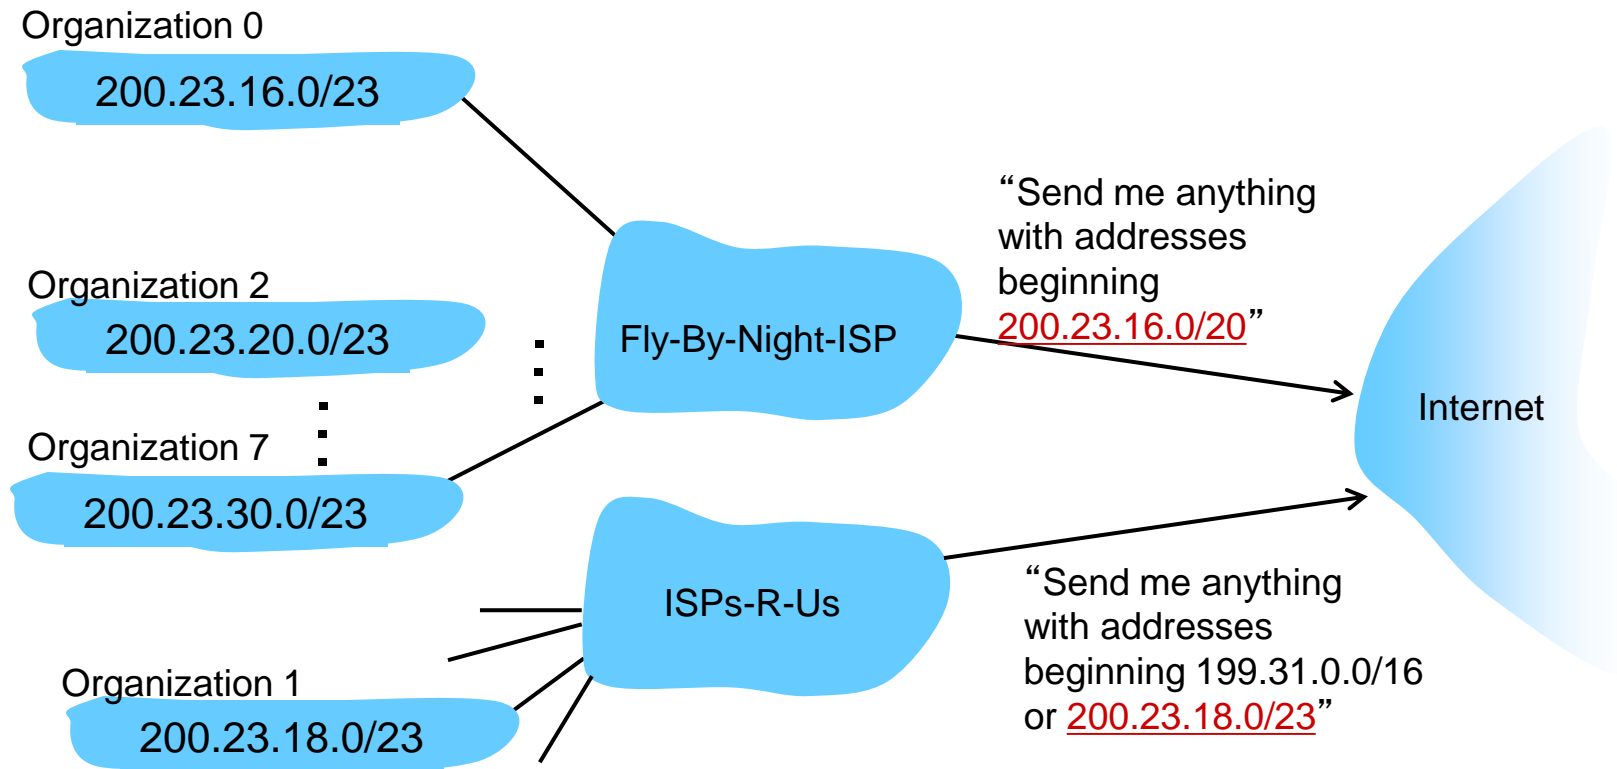 Organization 0
200.23.16.0/23
Organization 2
200.23.20.0/23
Organization 7
200.23.30.0/23
Organization 1
200.23.18.0/23
Fly-By-Night-ISP
ISPs-R-Us
“Send me anything
with addresses
beginning
200.23.16.0/20”
“Send me anything
with addresses
beginning 199.31.0.0/16
or 200.23.18.0/23”
Internet